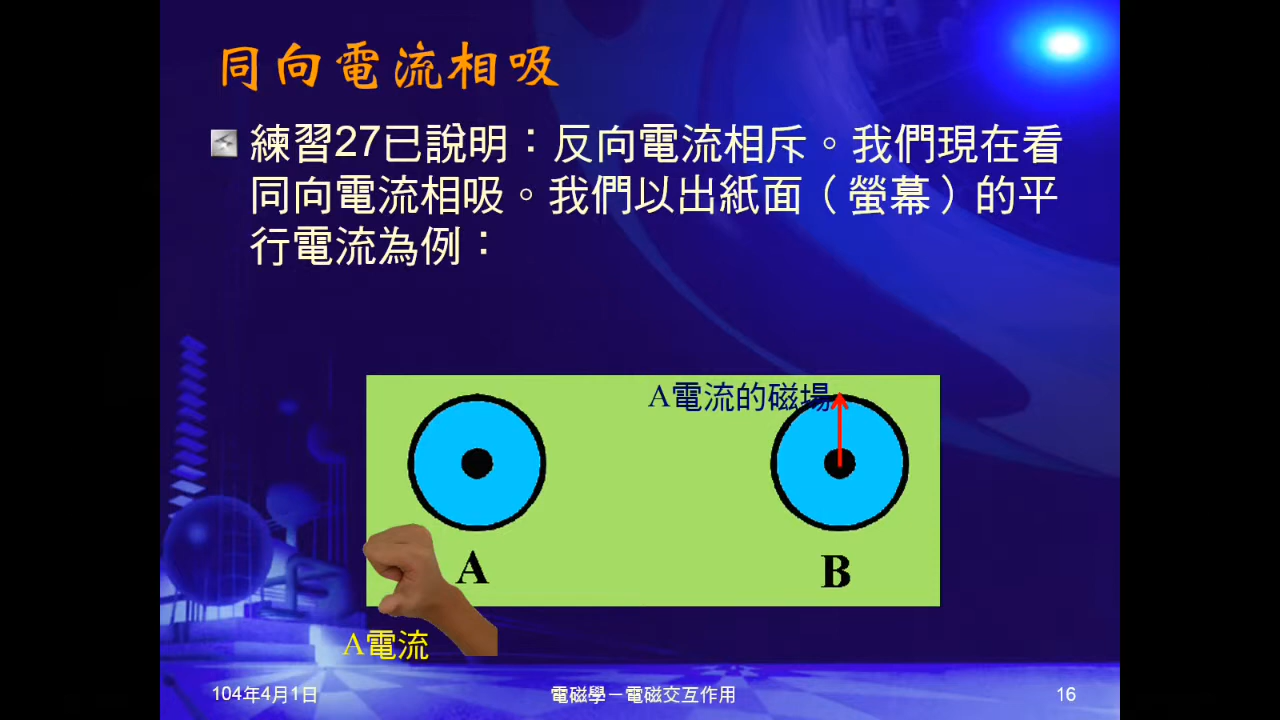 同向電流相吸
練習27已說明：反向電流相斥。我們現在看
同向電流相吸。我們以出紙面（螢幕）的平
行電流為例：
A電流的磁場
A
B
A電流
104年4月1日
電磁學－電磁交互作用
16